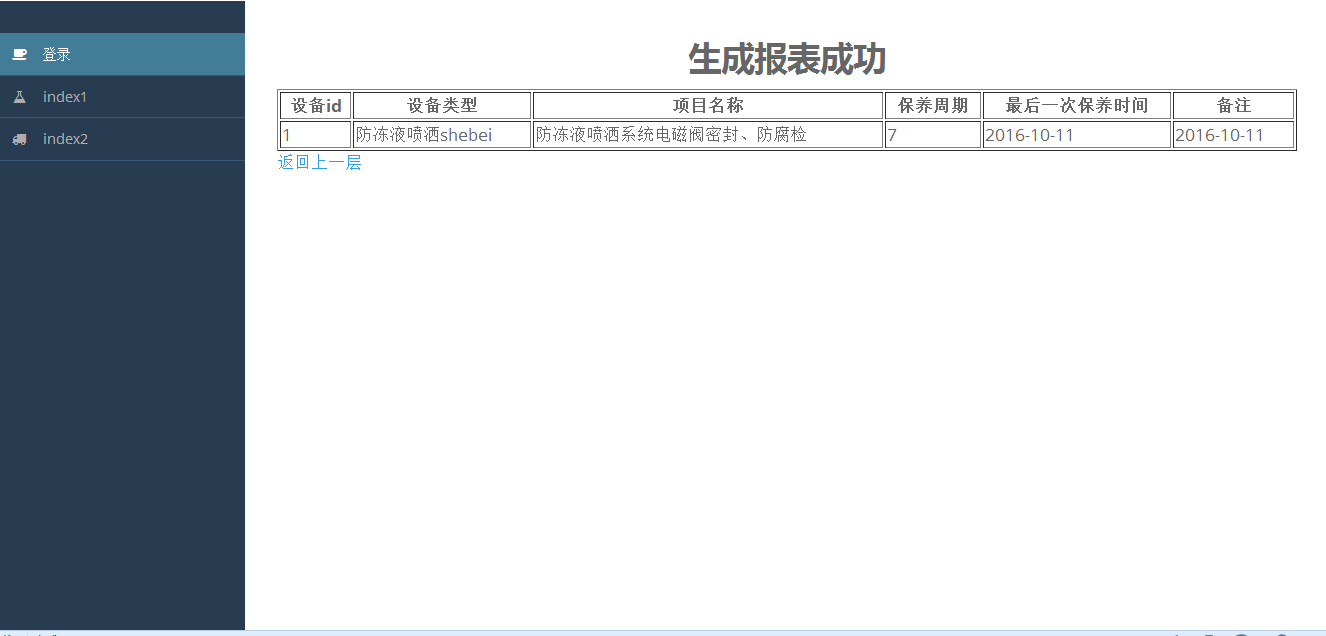 登录
index1
index2
生成报表成功
设备id 设备类型 项目名称 保养周期 最后一次保养时间 备注
1 防冻液喷洒shebei 防冻液喷洒系统电磁阀密封、防腐检 7 2016-10-11 2016-10-11
返回上一层